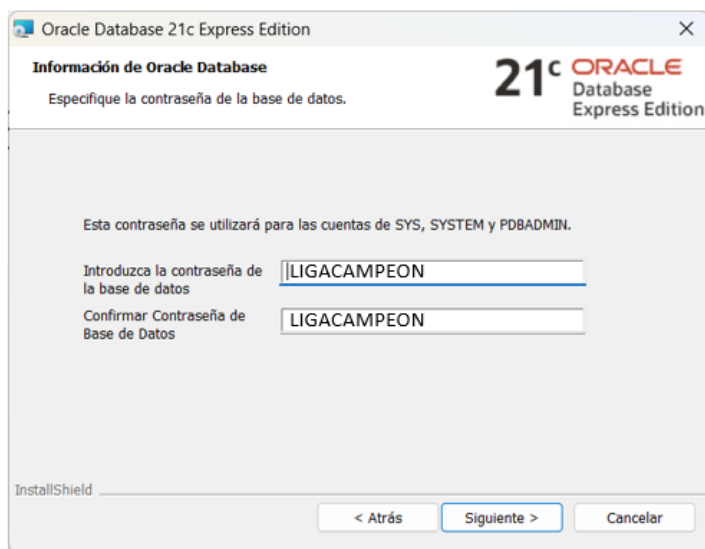 Oracle Database 21c Express Edition
Información de Oracle Database
Especifique la contraseña de la base de datos.
21c ORACLE
Database
Express Edition
Esta contraseña se utilizará para las cuentas de SYS, SYSTEM y PDBADMIN.
Introduzca la contraseña de
la base de datos
LIGACAMPEON
Confirmar Contraseña de
Base de Datos
LIGACAMPEON
InstallShield
< Atrás
Siguiente >
Cancelar